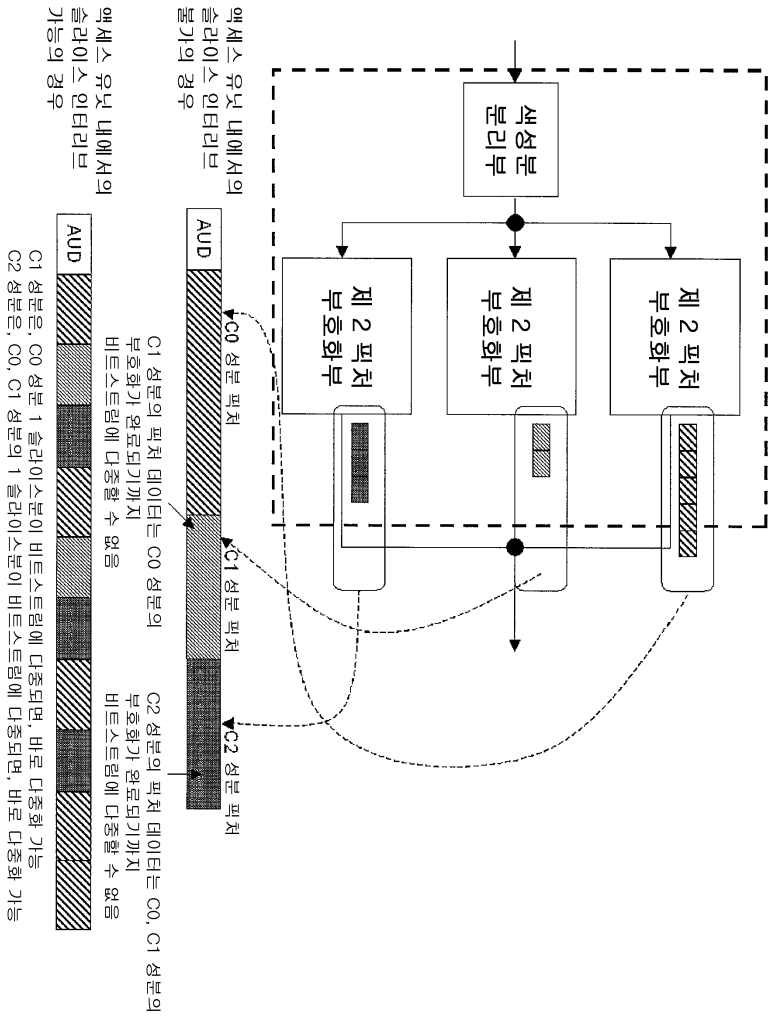 색성분
분리부
제 2 픽처
부호화부
제 2 픽처
부호화부
제 2 픽처
부호화부
액세스 유닛 내에서의
슬라이스 인터리브
불가의 경우
AUD
C0 성분 픽처
C1 성분 픽처
C2 성분 픽처
C1 성분의 픽처 데이터는 C0 성분의
부호화가 완료되기까지
비트스트림에 다중할 수 없음
C2 성분의 픽처 데이터는 C0, C1 성분의
부호화가 완료되기까지
비트스트림에 다중할 수 없음
액세스 유닛 내에서의
슬라이스 인터리브
가능의 경우
AUD
C1 성분은, C0 성분 1 슬라이스분이 비트스트림에 다중되면, 바로 다중화 가능
C2 성분은, C0, C1 성분의 1 슬라이스분이 비트스트림에 다중되면, 바로 다중화 가능